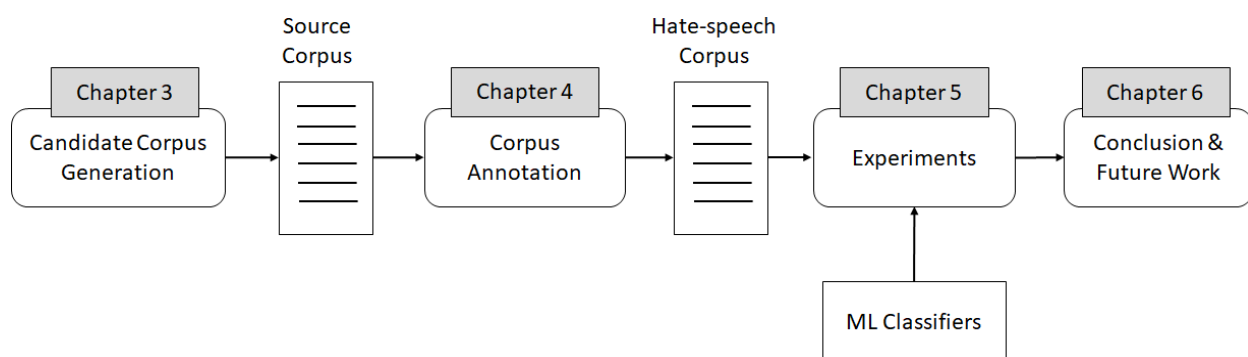 Source
Corpus
Hate-speech
Corpus
Chapter 3
Candidate Corpus
Generation
Chapter 4
Corpus
Annotation
Chapter 5
Experiments
Chapter 6
Conclusion &
Future Work
ML Classifiers